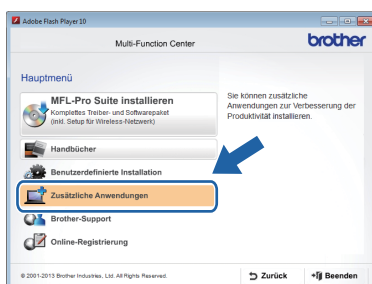 Adobe Flash Player 10
Multi-Function Center
brother
Hauptmenü
MFL-Pro Suite installieren
Komplettes Treiber- und Softwarepaket
(inkl. Setup für Wireless-Netzwerk)
Sie können zusätzliche
Anwendungen zur Verbesserung der
Produktivität installieren.
Handbücher
Benutzerdefinierte Installation
Zusätzliche Anwendungen
Brother-Support
Online-Registrierung
© 2001-2013 Brother Industries, Ltd. All Rights Reserved.
Zurück
Beenden